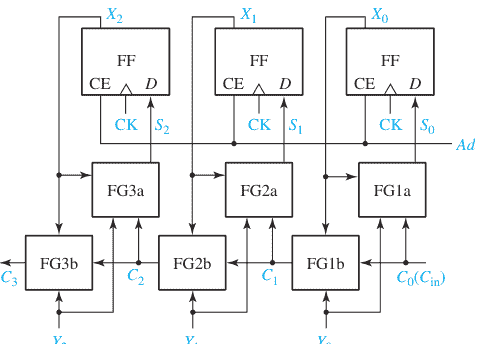 X2 X1 X0
FF FF FF
CE D CE D CE D
CK S2 CK S1 CK S0
Ad
FG3a FG2a FG1a
FG3b FG2b FG1b
C3 C2 C1 C0(Cin)